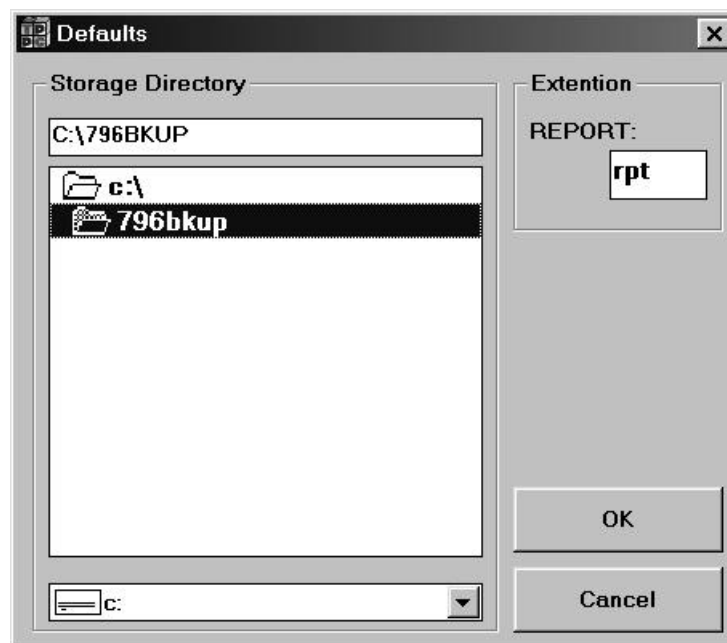 Defaults
Storage Directory
C:\796BKUP
c:\
796bkup
c:
Extention
REPORT:
rpt
OK
Cancel